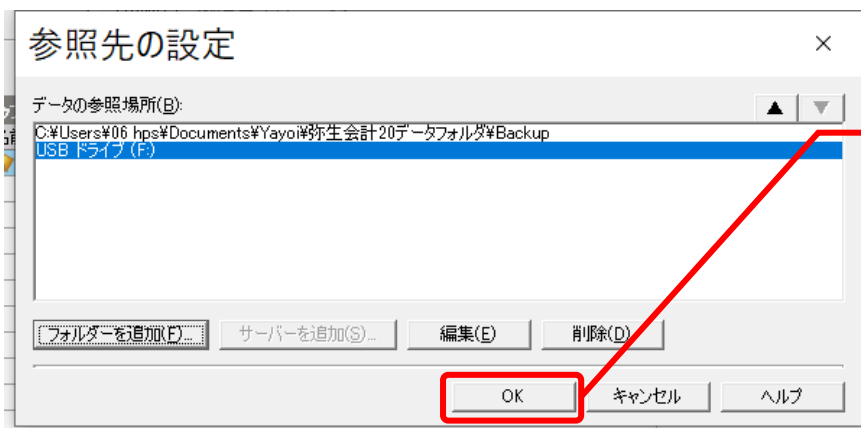 参照先の設定
データの参照場所(B):
C:¥Users¥06 hps¥Documents¥Yayoi¥弥生会計20データフォルダ¥Backup
USB ドライブ (F:)
フォルダーを追加(F)... サーバーを追加(S)... 編集(E) 削除(D)
OK キャンセル ヘルプ